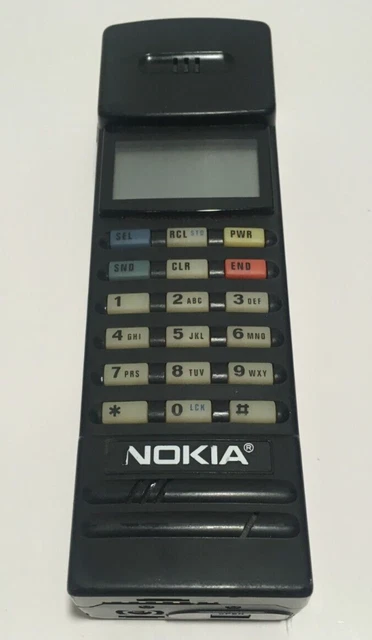 SEL RCL STO PWR
SND CLR END
1 2 ABC 3 DEF
4 GHI 5 JKL 6 MNO
7 PRS 8 TUV 9 WXY
* 0 LCK #
NOKIA®
OPEN